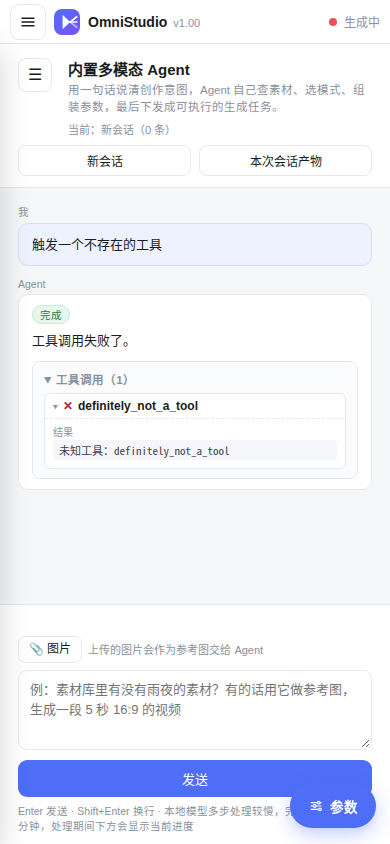 OmniStudio v1.00
生成中
内置多模态 Agent
用一句话说清创作意图，Agent 自己查素材、选模式、组
装参数，最后下发成可执行的生成任务。
当前：新会话（0 条）
新会话
本次会话产物
我
触发一个不存在的工具
Agent
完成
工具调用失败了。
▼ 工具调用（1）
▾ ✕ definitely_not_a_tool
结果
未知工具：definitely_not_a_tool
📎 图片
上传的图片会作为参考图交给 Agent
例：素材库里有没有雨夜的素材？有的话用它做参考图，
生成一段 5 秒 16:9 的视频
发送
Enter 发送 · Shift+Enter 换行 · 本地模型多步处理较慢，
分钟，处理期间下方会显示当前进度
参数